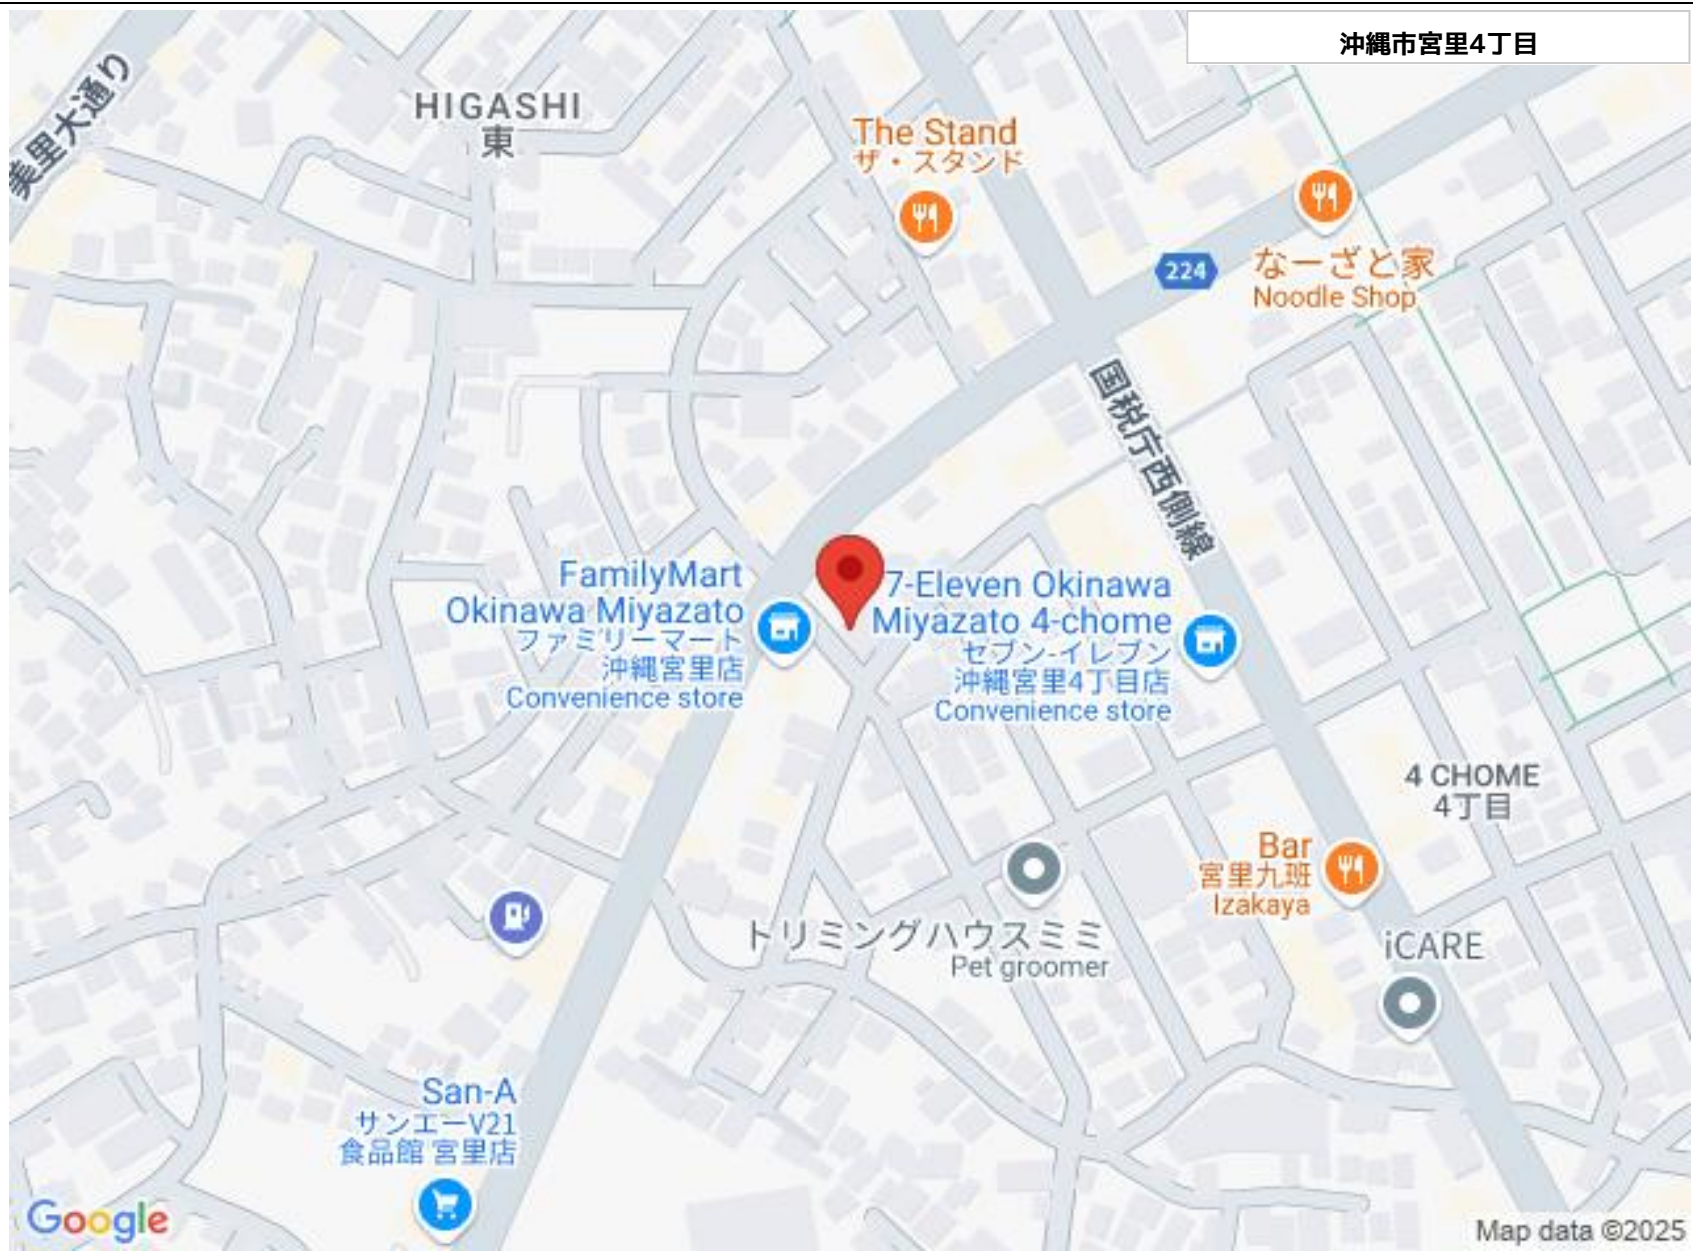 沖縄市宮里4丁目
美里大通り
HIGASHI
東
The Stand
ザ・スタンド
224
なーざと家
Noodle Shop
国税庁西側線
FamilyMart
Okinawa Miyazato
ファミリーマート
沖縄宮里店
Convenience store
7-Eleven Okinawa
Miyazato 4-chome
セブン-イレブン
沖縄宮里4丁目店
Convenience store
4 CHOME
4丁目
Bar
宮里九班
Izakaya
トリミングハウスミミ
Pet groomer
iCARE
San-A
サンエーV21
食品館 宮里店
Google
Map data ©2025